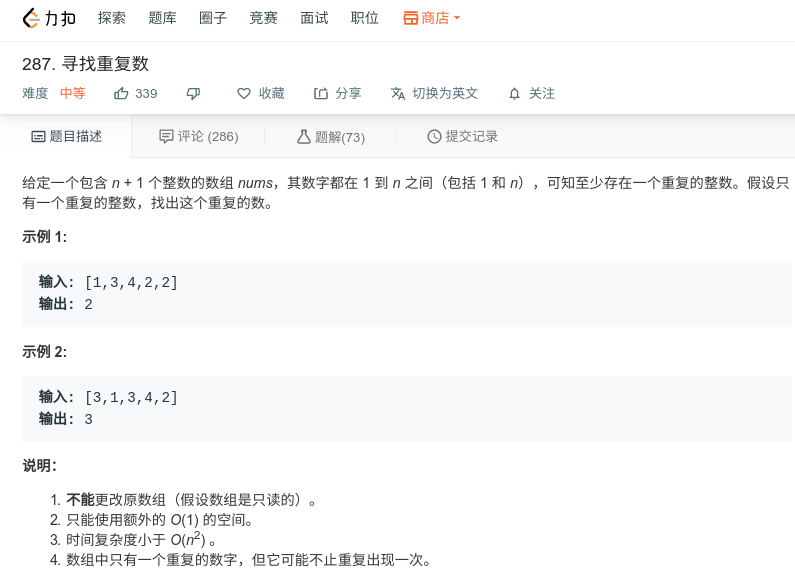 力扣 探索 题库 圈子 竞赛 面试 职位 商店
287. 寻找重复数
难度 中等 339 收藏 分享 切换为英文 关注
题目描述 评论 (286) 题解(73) 提交记录
给定一个包含 n + 1 个整数的数组 nums，其数字都在 1 到 n 之间（包括 1 和 n），可知至少存在一个重复的整数。假设只
有一个重复的整数，找出这个重复的数。
示例 1:
输入: [1,3,4,2,2]
输出: 2
示例 2:
输入: [3,1,3,4,2]
输出: 3
说明：
1. 不能更改原数组（假设数组是只读的）。
2. 只能使用额外的 O(1) 的空间。
3. 时间复杂度小于 O(n²) 。
4. 数组中只有一个重复的数字，但它可能不止重复出现一次。